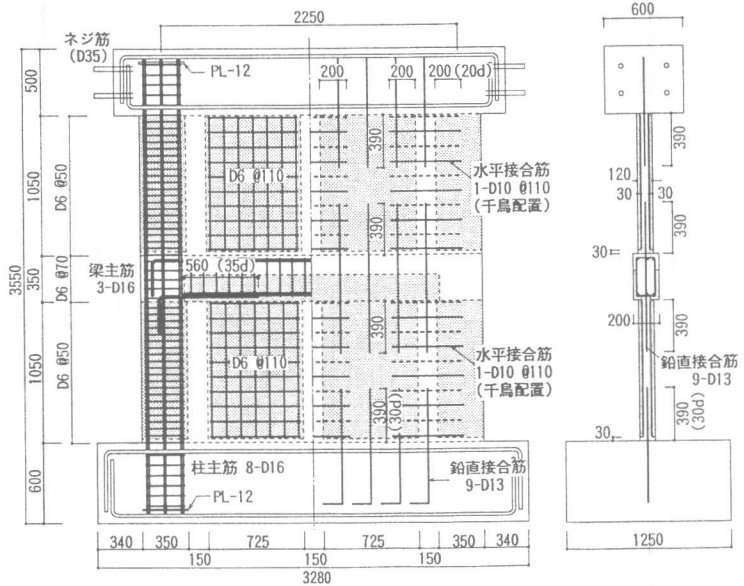 2250
600
ネジ筋
(D35)
PL-12
200
200
200 (20d)
500
390
390
D6 @110
水平接合筋
1-D10 @110
(千鳥配置)
120
30
30
1050
D6 @50
390
390
30
梁主筋
3-D16
560 (35d)
3550
350
D6 @70
200
390
390
D6 @110
水平接合筋
1-D10 @110
(千鳥配置)
鉛直接合筋
9-D13
1050
D6 @50
390
(30d)
390
(30d)
30
柱主筋 8-D16
鉛直接合筋
9-D13
PL-12
600
340
350
725
725
350
340
150
150
150
3280
1250